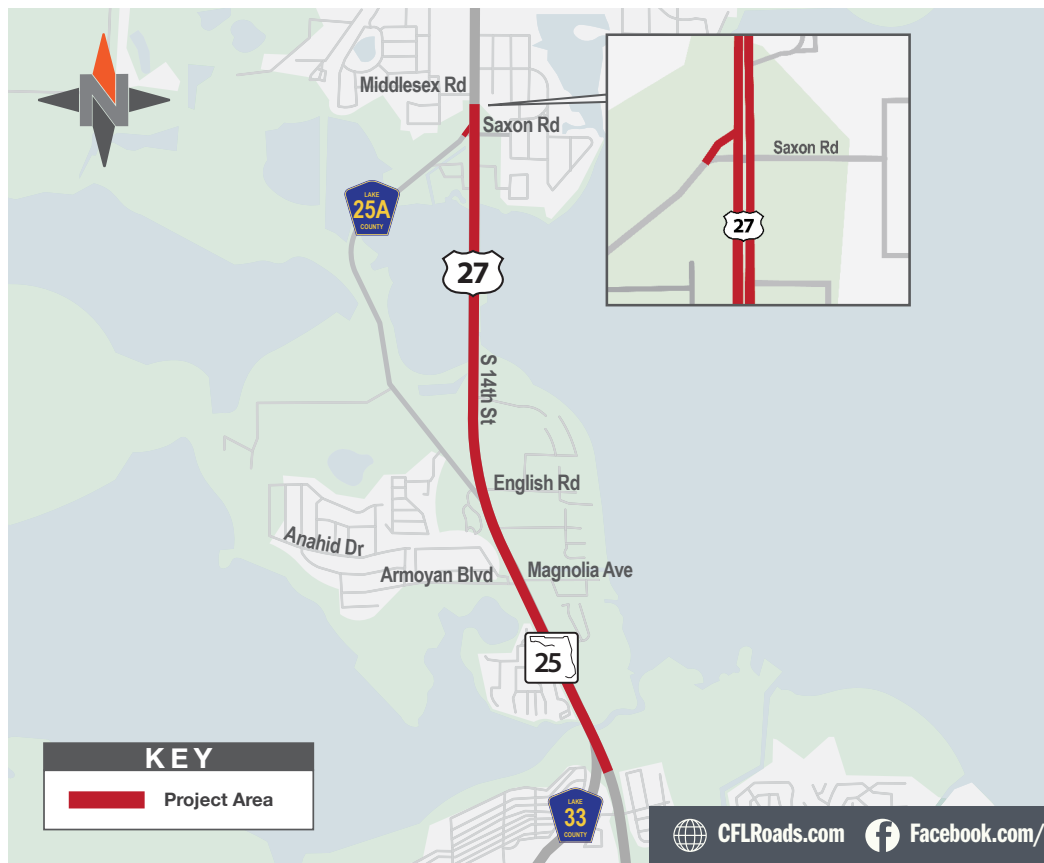 N
Middlesex Rd
Saxon Rd
Saxon Rd
27
LAKE
25A
COUNTY
27
S 14th St
English Rd
Anahid Dr
Armoyan Blvd
Magnolia Ave
25
KEY
Project Area
LAKE
33
COUNTY
CFLRoads.com
Facebook.com/